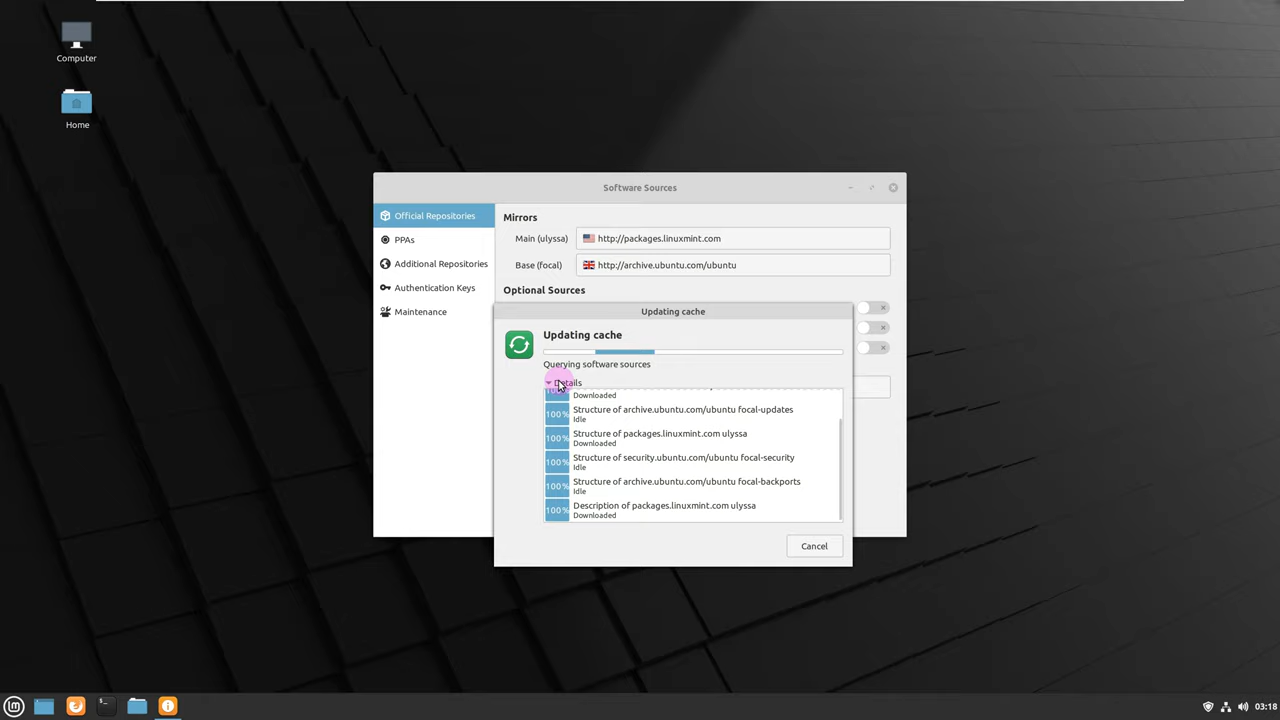 Computer
Home
Software Sources
Official Repositories
PPAs
Additional Repositories
Authentication Keys
Maintenance
Mirrors
Main (ulyssa)
http://packages.linuxmint.com
Base (focal)
http://archive.ubuntu.com/ubuntu
Optional Sources
Updating cache
Updating cache
Querying software sources
Details
100%
Downloaded
100%
Structure of archive.ubuntu.com/ubuntu focal-updates
Idle
100%
Structure of packages.linuxmint.com ulyssa
Downloaded
100%
Structure of security.ubuntu.com/ubuntu focal-security
Idle
100%
Structure of archive.ubuntu.com/ubuntu focal-backports
Idle
100%
Description of packages.linuxmint.com ulyssa
Downloaded
Cancel
03:18